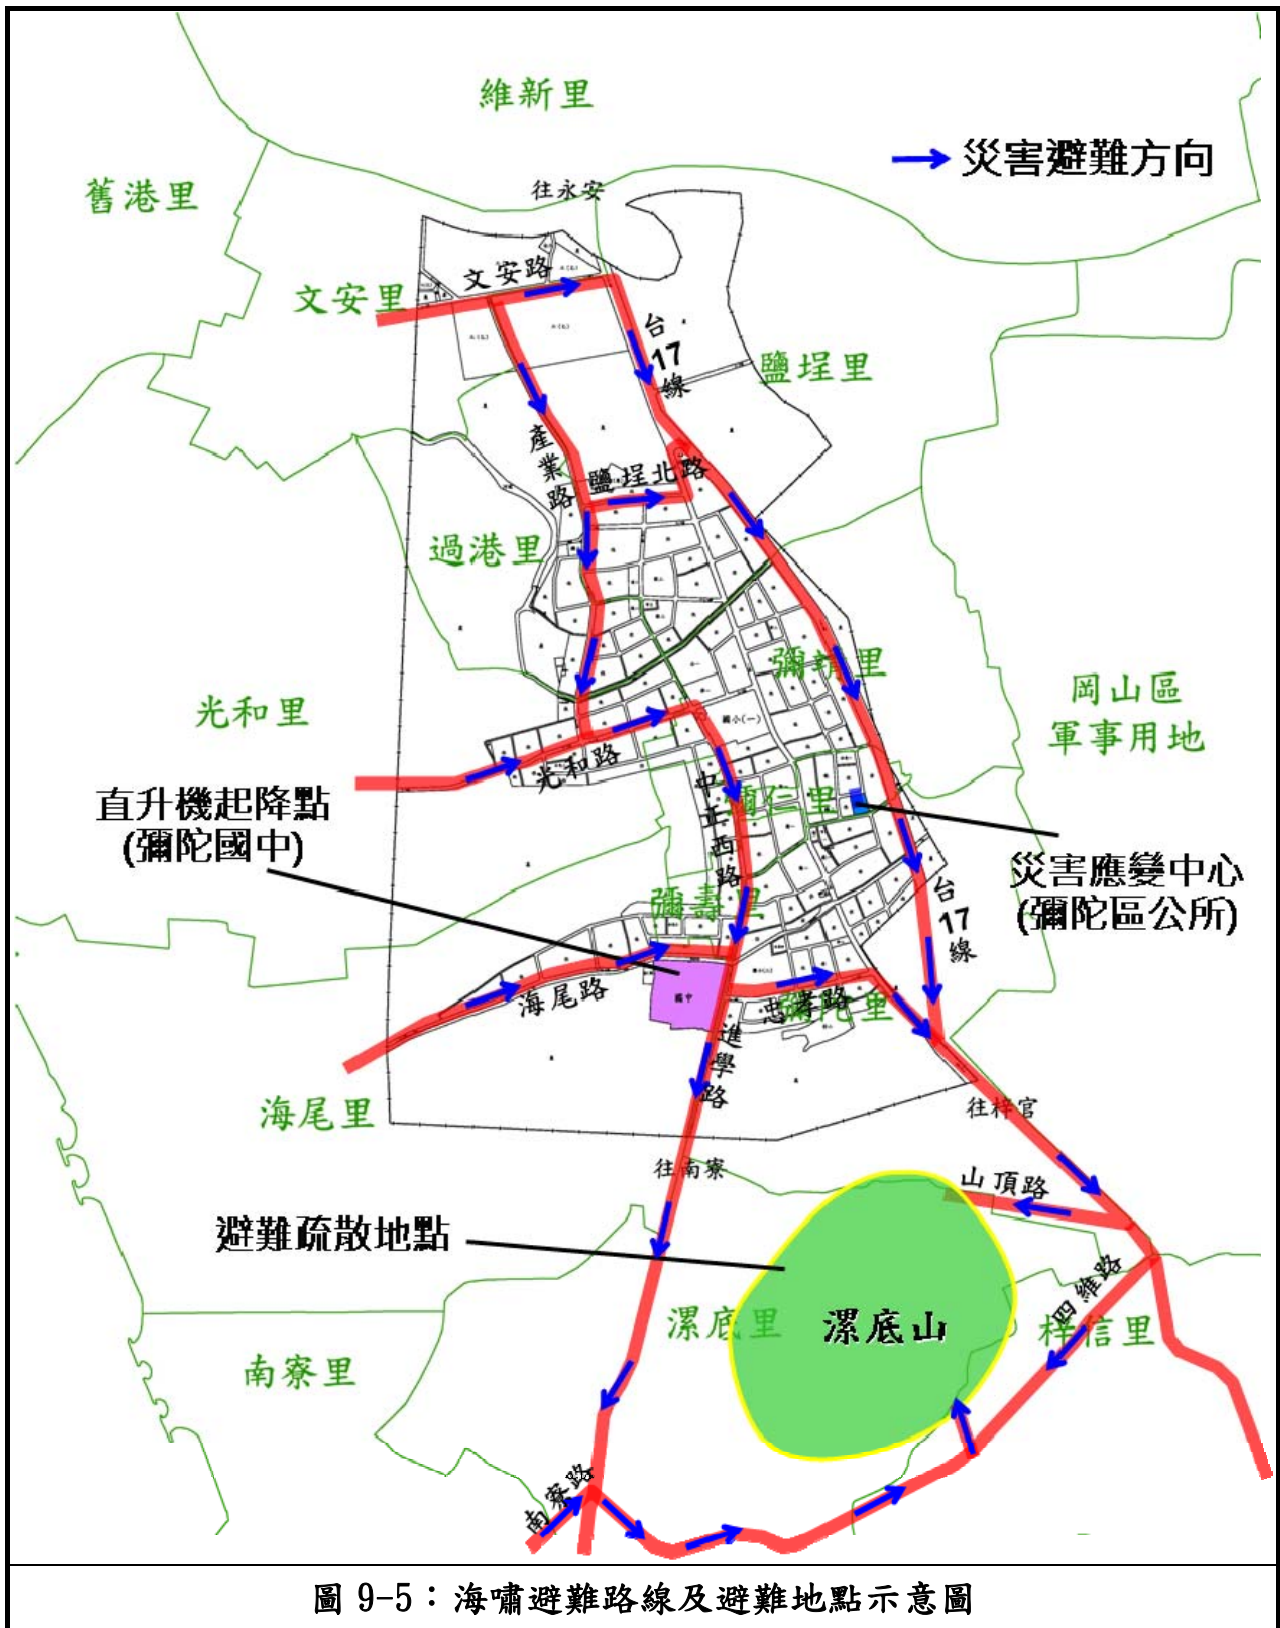 維新里
災害避難方向
舊港里
往永安
文安路
文安里
台17線
鹽埕里
產業路
鹽埕北路
過港里
彌靖里
岡山區
軍事用地
光和里
國小(一)
光和路
直升機起降點
(彌陀國中)
中正西路
彌仁里
災害應變中心
(彌陀區公所)
彌壽里
台17線
國中
海尾路
忠孝路
彌陀里
進學路
海尾里
往梓官
往南寮
山頂路
避難疏散地點
四維路
漯底里
漯底山
梓信里
南寮里
南寮路
圖 9-5：海嘯避難路線及避難地點示意圖